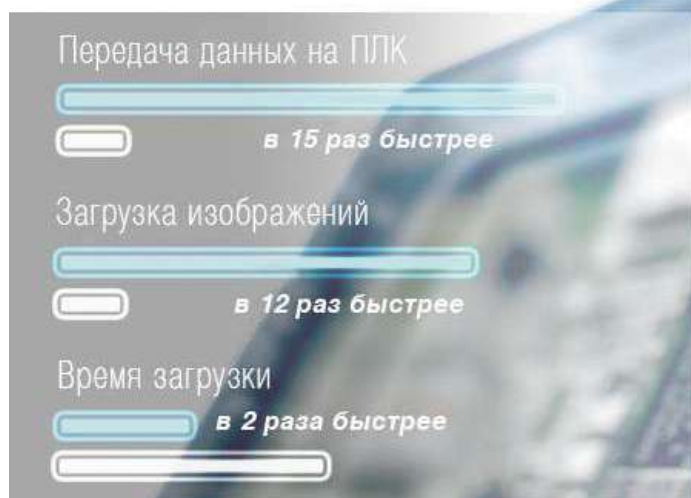 Передача данных на ПЛК
в 15 раз быстрее
Загрузка изображений
в 12 раз быстрее
Время загрузки
в 2 раза быстрее